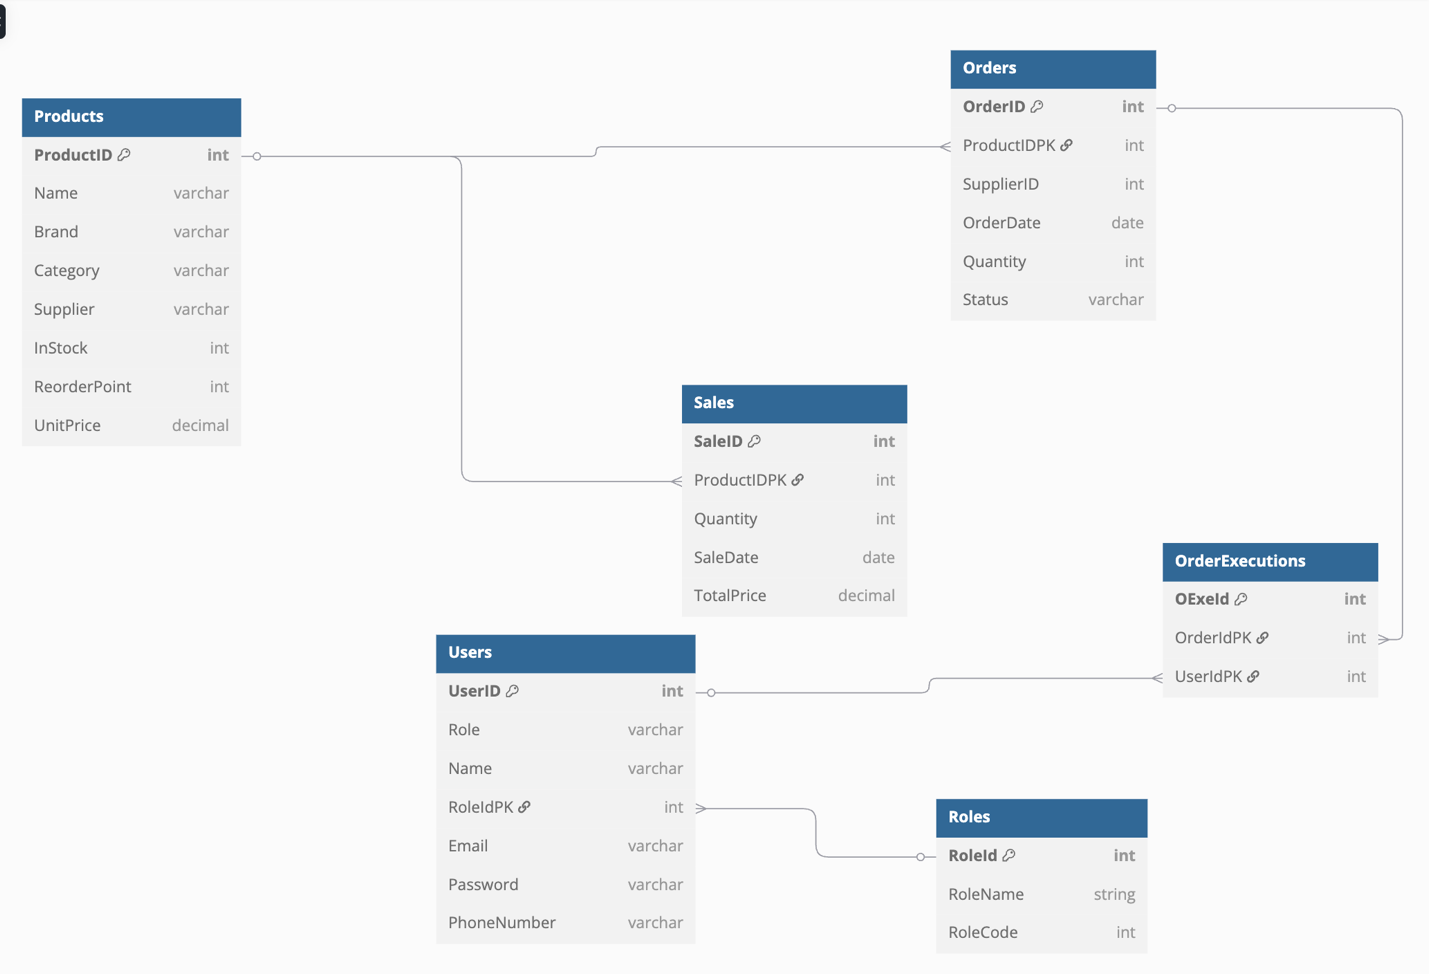 Products
ProductID int
Name varchar
Brand varchar
Category varchar
Supplier varchar
InStock int
ReorderPoint int
UnitPrice decimal
Orders
OrderID int
ProductIDPK int
SupplierID int
OrderDate date
Quantity int
Status varchar
Sales
SaleID int
ProductIDPK int
Quantity int
SaleDate date
TotalPrice decimal
OrderExecutions
OExeId int
OrderIdPK int
UserIdPK int
Users
UserID int
Role varchar
Name varchar
RoleIdPK int
Email varchar
Password varchar
PhoneNumber varchar
Roles
RoleId int
RoleName string
RoleCode int